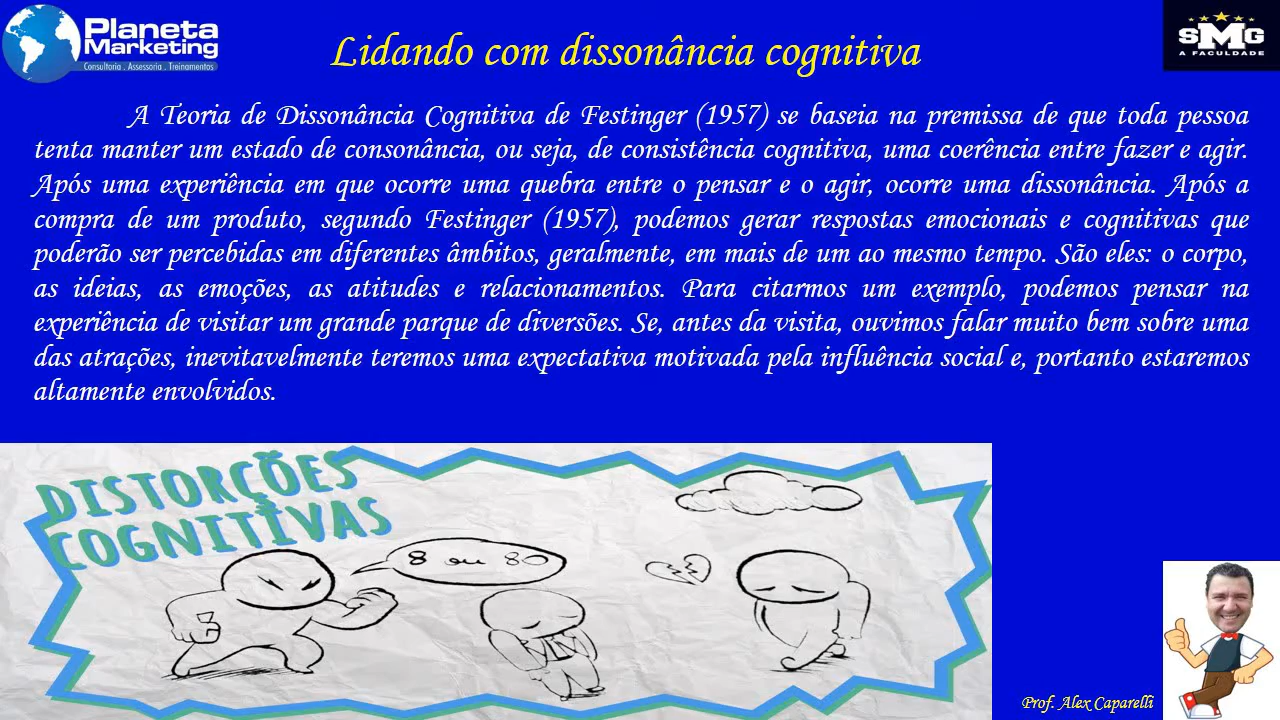 Planeta
Marketing
Consultoria . Assessoria . Treinamentos
SMG
A FACULDADE
Lidando com dissonância cognitiva
A Teoria de Dissonância Cognitiva de Festinger (1957) se baseia na premissa de que toda pessoa
tenta manter um estado de consonância, ou seja, de consistência cognitiva, uma coerência entre fazer e agir.
Após uma experiência em que ocorre uma quebra entre o pensar e o agir, ocorre uma dissonância. Após a
compra de um produto, segundo Festinger (1957), podemos gerar respostas emocionais e cognitivas que
poderão ser percebidas em diferentes âmbitos, geralmente, em mais de um ao mesmo tempo. São eles: o corpo,
as ideias, as emoções, as atitudes e relacionamentos. Para citarmos um exemplo, podemos pensar na
experiência de visitar um grande parque de diversões. Se, antes da visita, ouvimos falar muito bem sobre uma
das atrações, inevitavelmente teremos uma expectativa motivada pela influência social e, portanto estaremos
altamente envolvidos.
DISTORÇÕES
COGNITIVAS
8 ou 80
Prof. Alex Caparelli